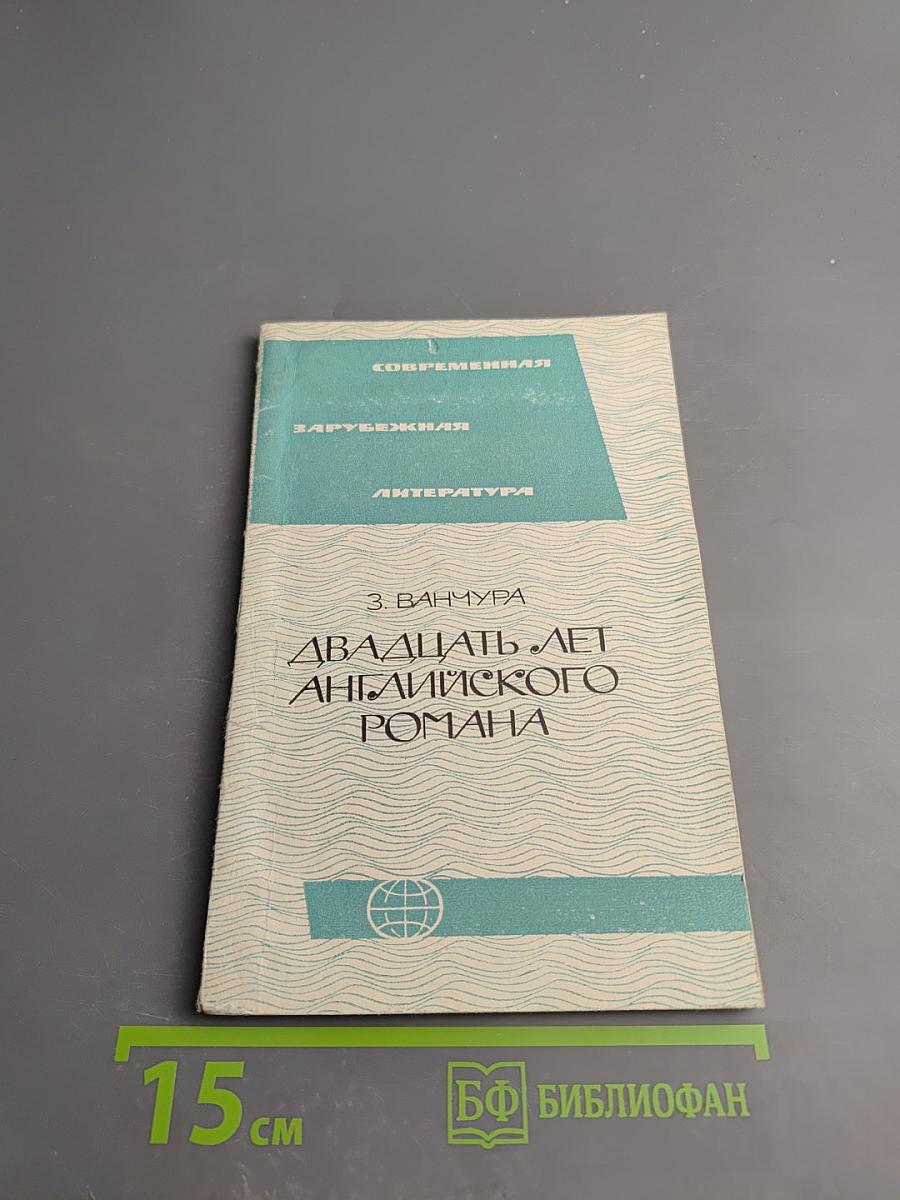 СОВРЕМЕННАЯ
ЗАРУБЕЖНАЯ
ЛИТЕРАТУРА
З. ВАНЧУРА
ДВАДЦАТЬ ЛЕТ
АНГЛИЙСКОГО
РОМАНА
15 см
БФ БИБЛИОФАН